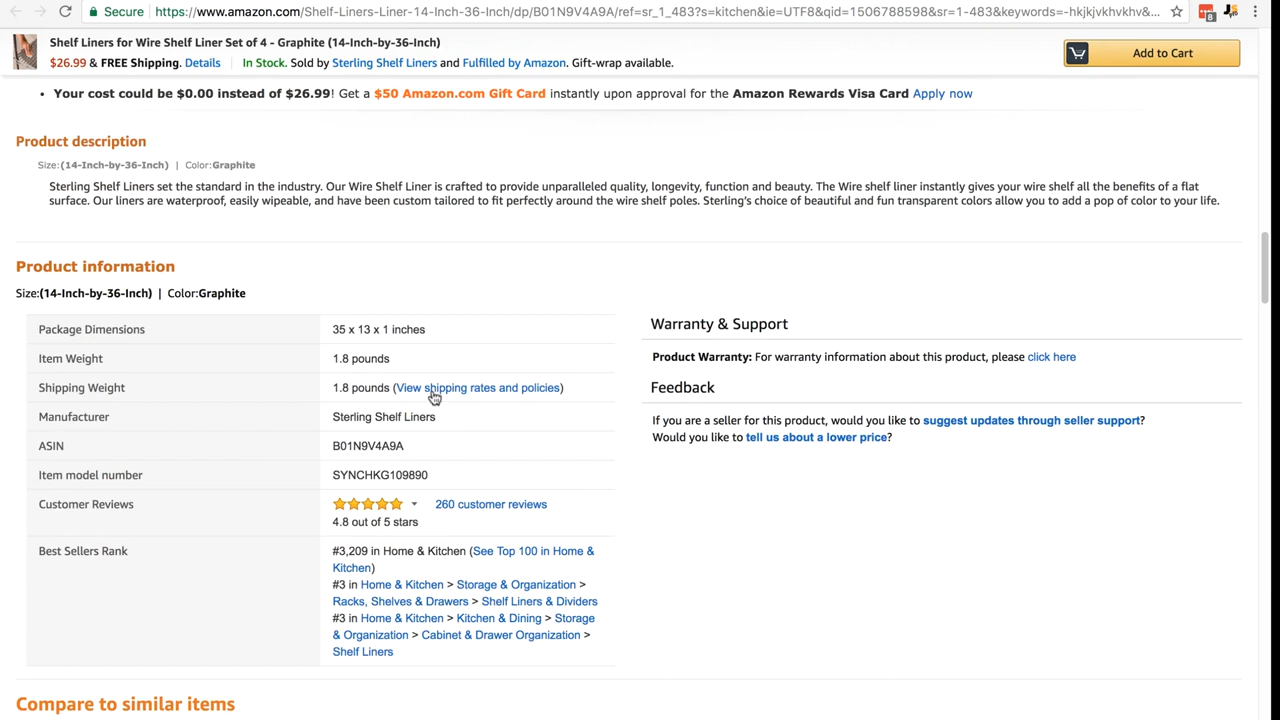 Secure https://www.amazon.com/Shelf-Liners-Liner-14-Inch-36-Inch/dp/B01N9V4A9A/ref=sr_1_483?s=kitchen&ie=UTF8&qid=1506788598&sr=1-483&keywords=-hkjkjvkhvkhv&...
8
Shelf Liners for Wire Shelf Liner Set of 4 - Graphite (14-Inch-by-36-Inch)
$26.99 & FREE Shipping. Details In Stock. Sold by Sterling Shelf Liners and Fulfilled by Amazon. Gift-wrap available.
Add to Cart
• Your cost could be $0.00 instead of $26.99! Get a $50 Amazon.com Gift Card instantly upon approval for the Amazon Rewards Visa Card Apply now
Product description
Size:(14-Inch-by-36-Inch) | Color:Graphite
Sterling Shelf Liners set the standard in the industry. Our Wire Shelf Liner is crafted to provide unparalleled quality, longevity, function and beauty. The Wire shelf liner instantly gives your wire shelf all the benefits of a flat
surface. Our liners are waterproof, easily wipeable, and have been custom tailored to fit perfectly around the wire shelf poles. Sterling's choice of beautiful and fun transparent colors allow you to add a pop of color to your life.
Product information
Size:(14-Inch-by-36-Inch) | Color:Graphite
Package Dimensions 35 x 13 x 1 inches
Item Weight 1.8 pounds
Shipping Weight 1.8 pounds (View shipping rates and policies)
Manufacturer Sterling Shelf Liners
ASIN B01N9V4A9A
Item model number SYNCHKG109890
Customer Reviews 260 customer reviews
4.8 out of 5 stars
Best Sellers Rank #3,209 in Home & Kitchen (See Top 100 in Home &
Kitchen)
#3 in Home & Kitchen > Storage & Organization >
Racks, Shelves & Drawers > Shelf Liners & Dividers
#3 in Home & Kitchen > Kitchen & Dining > Storage
& Organization > Cabinet & Drawer Organization >
Shelf Liners
Warranty & Support
Product Warranty: For warranty information about this product, please click here
Feedback
If you are a seller for this product, would you like to suggest updates through seller support?
Would you like to tell us about a lower price?
Compare to similar items